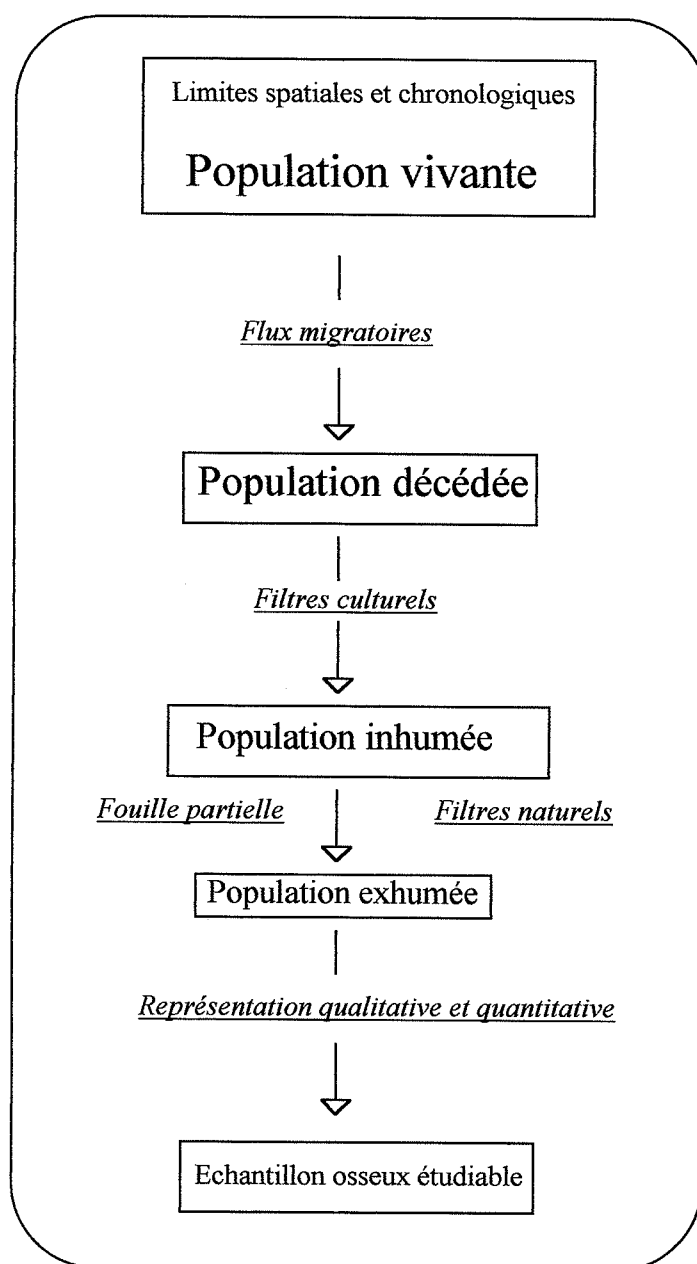 Limites spatiales et chronologiques
Population vivante
Flux migratoires
Population décédée
Filtres culturels
Population inhumée
Fouille partielle
Filtres naturels
Population exhumée
Représentation qualitative et quantitative
Echantillon osseux étudiable